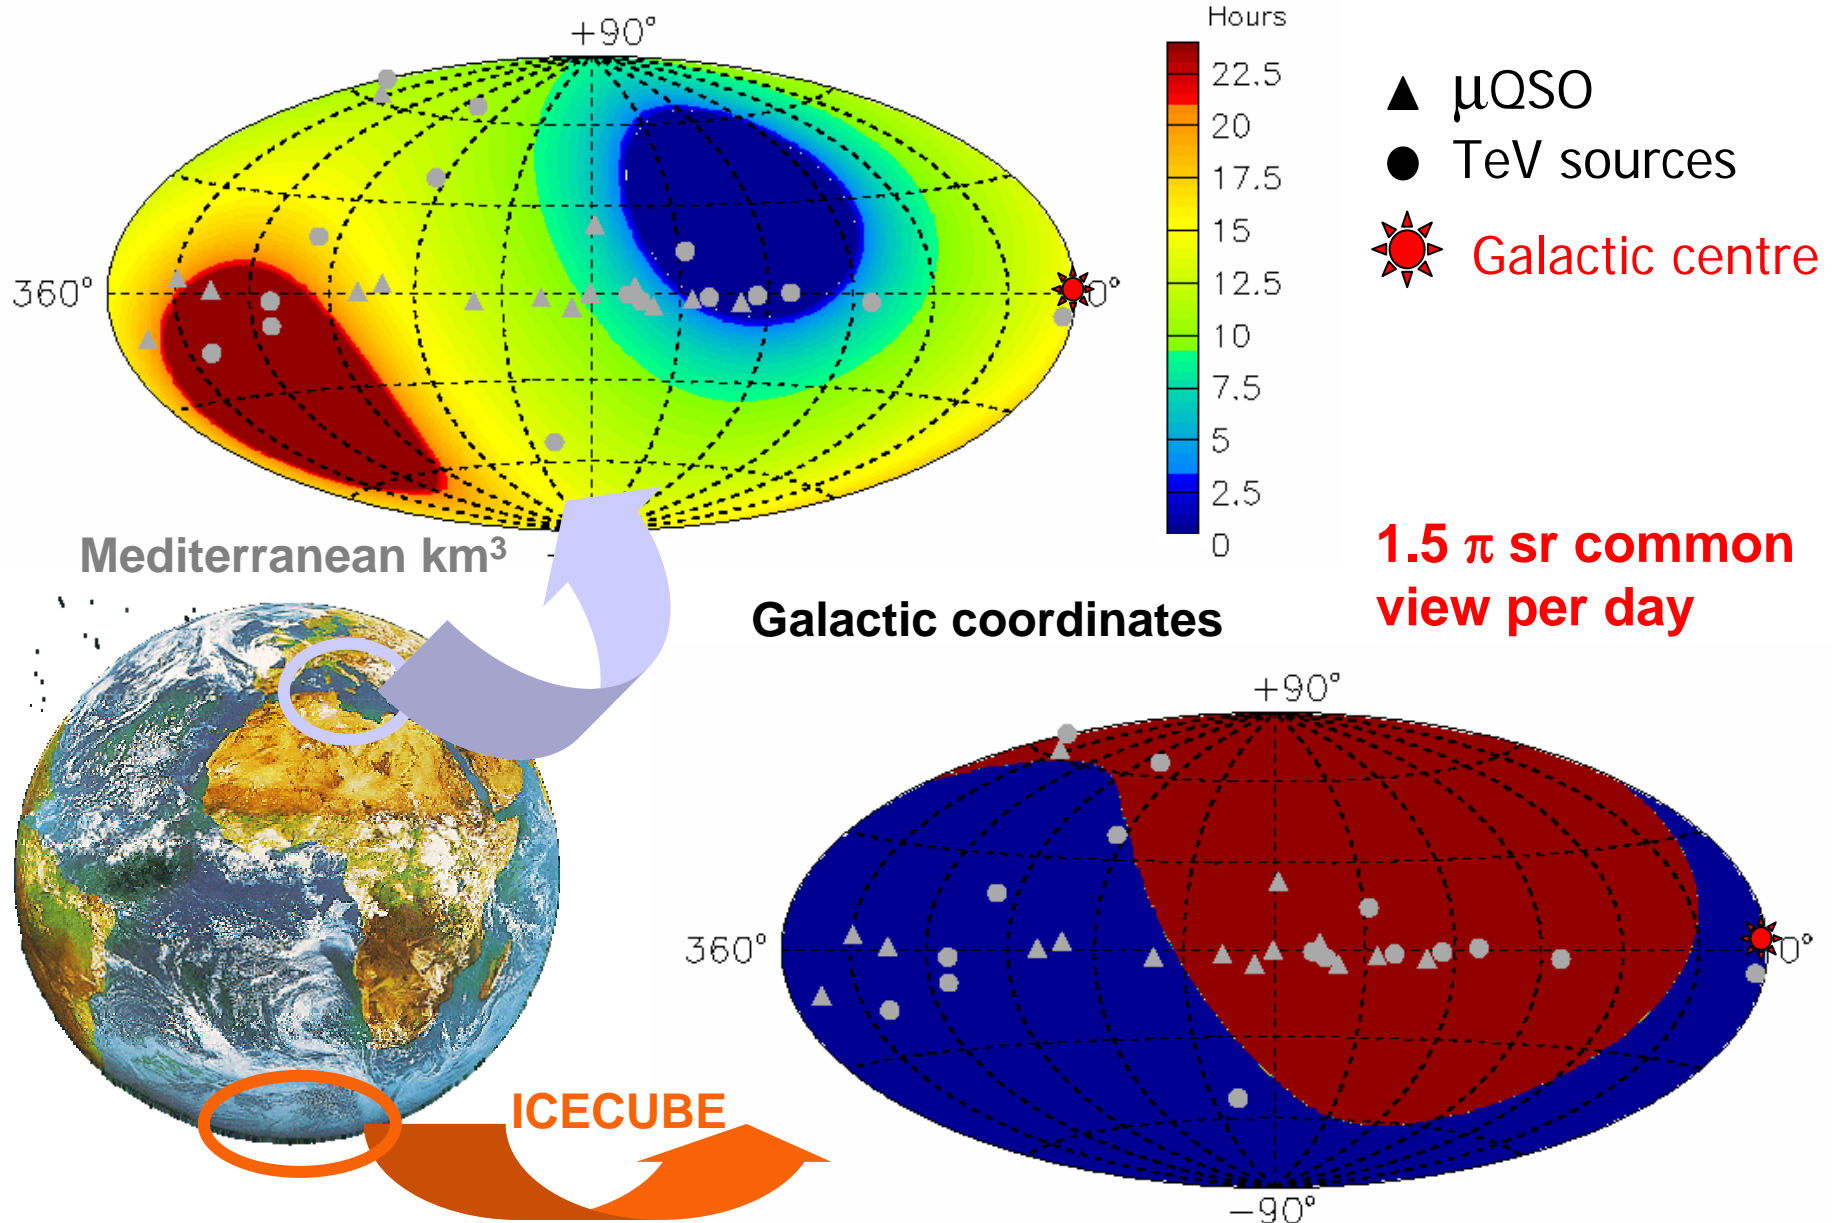 Hours
+90°
22.5
20
17.5
15
12.5
10
7.5
5
2.5
0
360°
0°
▲ μQSO
● TeV sources
Galactic centre
Mediterranean km³
1.5 π sr common
view per day
Galactic coordinates
+90°
360°
0°
ICECUBE
−90°